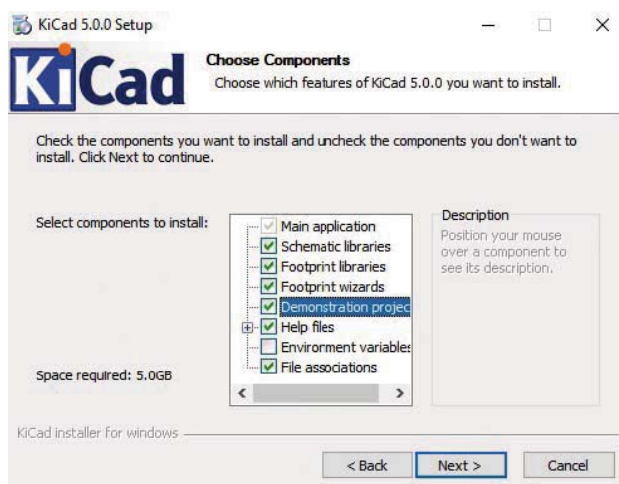 KiCad 5.0.0 Setup
KiCad
Choose Components
Choose which features of KiCad 5.0.0 you want to install.
Check the components you want to install and uncheck the components you don't want to
install. Click Next to continue.
Select components to install:
Main application
Schematic libraries
Footprint libraries
Footprint wizards
Demonstration projec
Help files
Environment variables
File associations
Description
Position your mouse
over a component to
see its description.
Space required: 5.0GB
KiCad installer for windows
< Back
Next >
Cancel